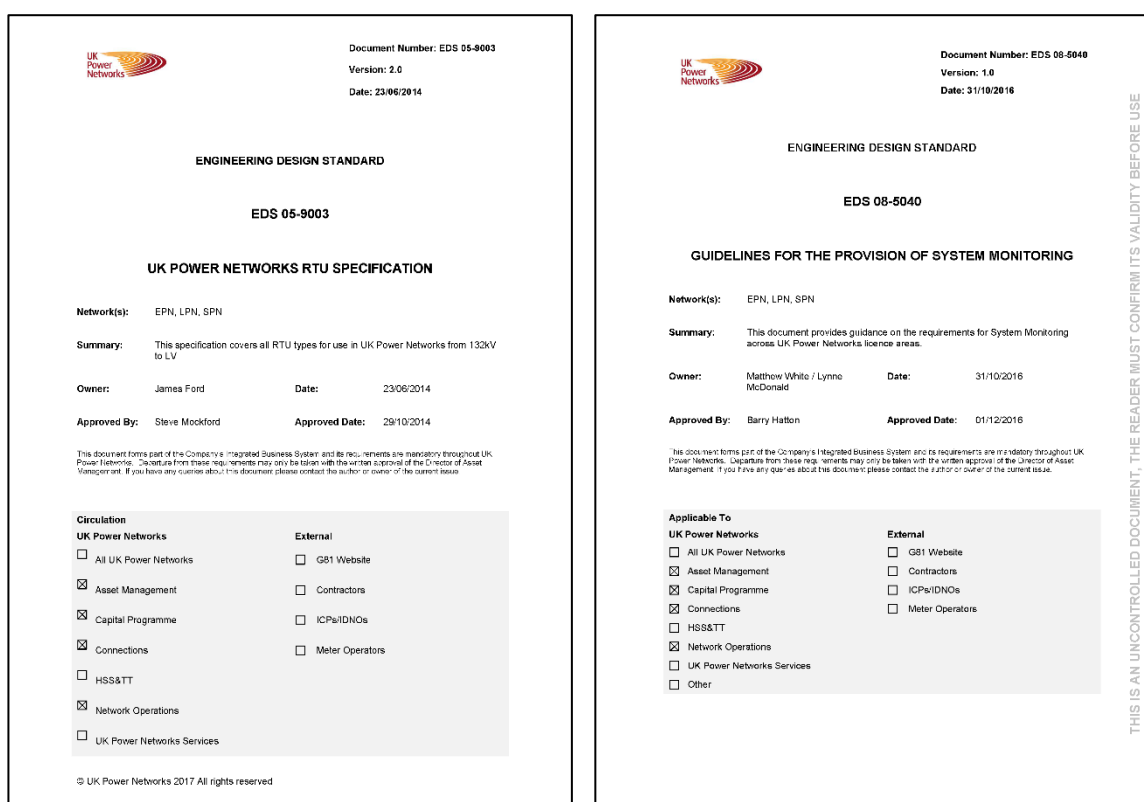 UK
Power
Networks
Document Number: EDS 05-9003
Version: 2.0
Date: 23/06/2014
ENGINEERING DESIGN STANDARD
EDS 05-9003
UK POWER NETWORKS RTU SPECIFICATION
Network(s): EPN, LPN, SPN
Summary: This specification covers all RTU types for use in UK Power Networks from 132kV
to LV
Owner: James Ford Date: 23/06/2014
Approved By: Steve Mockford Approved Date: 29/10/2014
This document forms part of the Company's Integrated Business System and its requirements are mandatory throughout UK
Power Networks. Departure from these requirements may only be taken with the written approval of the Director of Asset
Management. If you have any queries about this document please contact the author or owner of the current issue.
Circulation
UK Power Networks External
☐ All UK Power Networks ☐ G81 Website
☒ Asset Management ☐ Contractors
☒ Capital Programme ☐ ICPs/IDNOs
☒ Connections ☐ Meter Operators
☐ HSS&TT
☒ Network Operations
☐ UK Power Networks Services
© UK Power Networks 2017 All rights reserved
UK
Power
Networks
Document Number: EDS 08-5040
Version: 1.0
Date: 31/10/2016
ENGINEERING DESIGN STANDARD
EDS 08-5040
GUIDELINES FOR THE PROVISION OF SYSTEM MONITORING
Network(s): EPN, LPN, SPN
Summary: This document provides guidance on the requirements for System Monitoring
across UK Power Networks licence areas.
Owner: Matthew White / Lynne Date: 31/10/2016
McDonald
Approved By: Barry Hatton Approved Date: 01/12/2016
This document forms part of the Company's Integrated Business System and its requirements are mandatory throughout UK
Power Networks. Departure from these requirements may only be taken with the written approval of the Director of Asset
Management. If you have any queries about this document please contact the author or owner of the current issue.
Applicable To
UK Power Networks External
☐ All UK Power Networks ☐ G81 Website
☒ Asset Management ☐ Contractors
☒ Capital Programme ☐ ICPs/IDNOs
☒ Connections ☐ Meter Operators
☐ HSS&TT
☒ Network Operations
☐ UK Power Networks Services
☐ Other
THIS IS AN UNCONTROLLED DOCUMENT, THE READER MUST CONFIRM ITS VALIDITY BEFORE USE